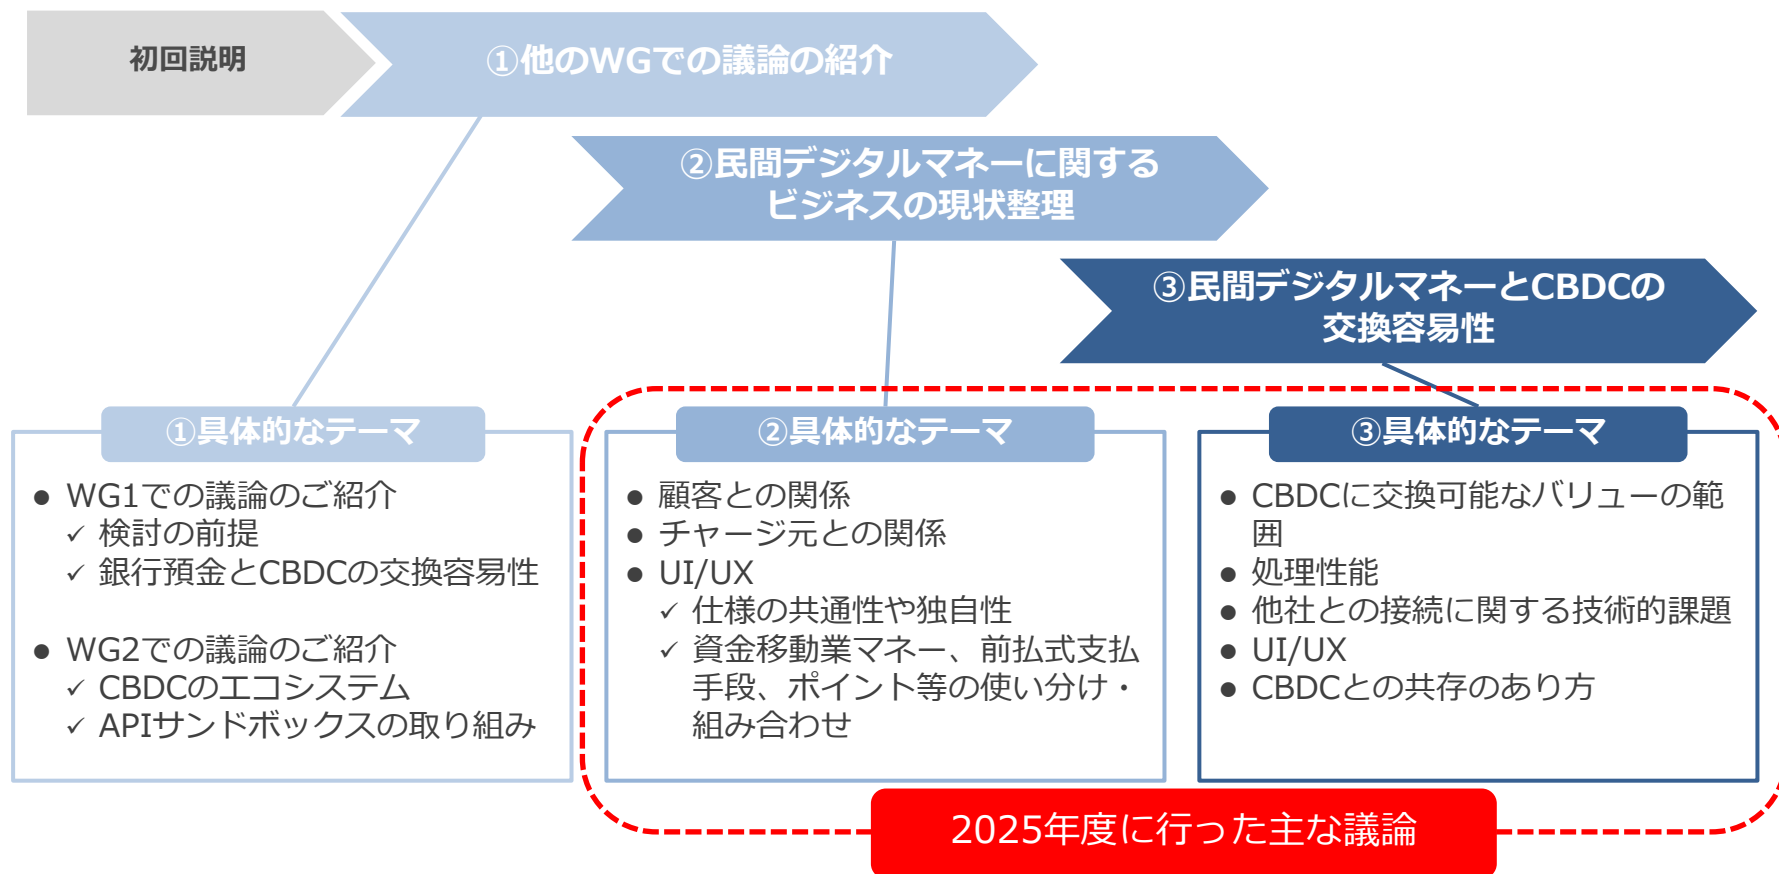 初回説明
①他のWGでの議論の紹介
②民間デジタルマネーに関する
ビジネスの現状整理
③民間デジタルマネーとCBDCの
交換容易性
①具体的なテーマ
● WG1での議論のご紹介
✓ 検討の前提
✓ 銀行預金とCBDCの交換容易性
● WG2での議論のご紹介
✓ CBDCのエコシステム
✓ APIサンドボックスの取り組み
②具体的なテーマ
● 顧客との関係
● チャージ元との関係
● UI/UX
✓ 仕様の共通性や独自性
✓ 資金移動業マネー、前払式支払
手段、ポイント等の使い分け・
組み合わせ
③具体的なテーマ
● CBDCに交換可能なバリューの範
囲
● 処理性能
● 他社との接続に関する技術的課題
● UI/UX
● CBDCとの共存のあり方
2025年度に行った主な議論